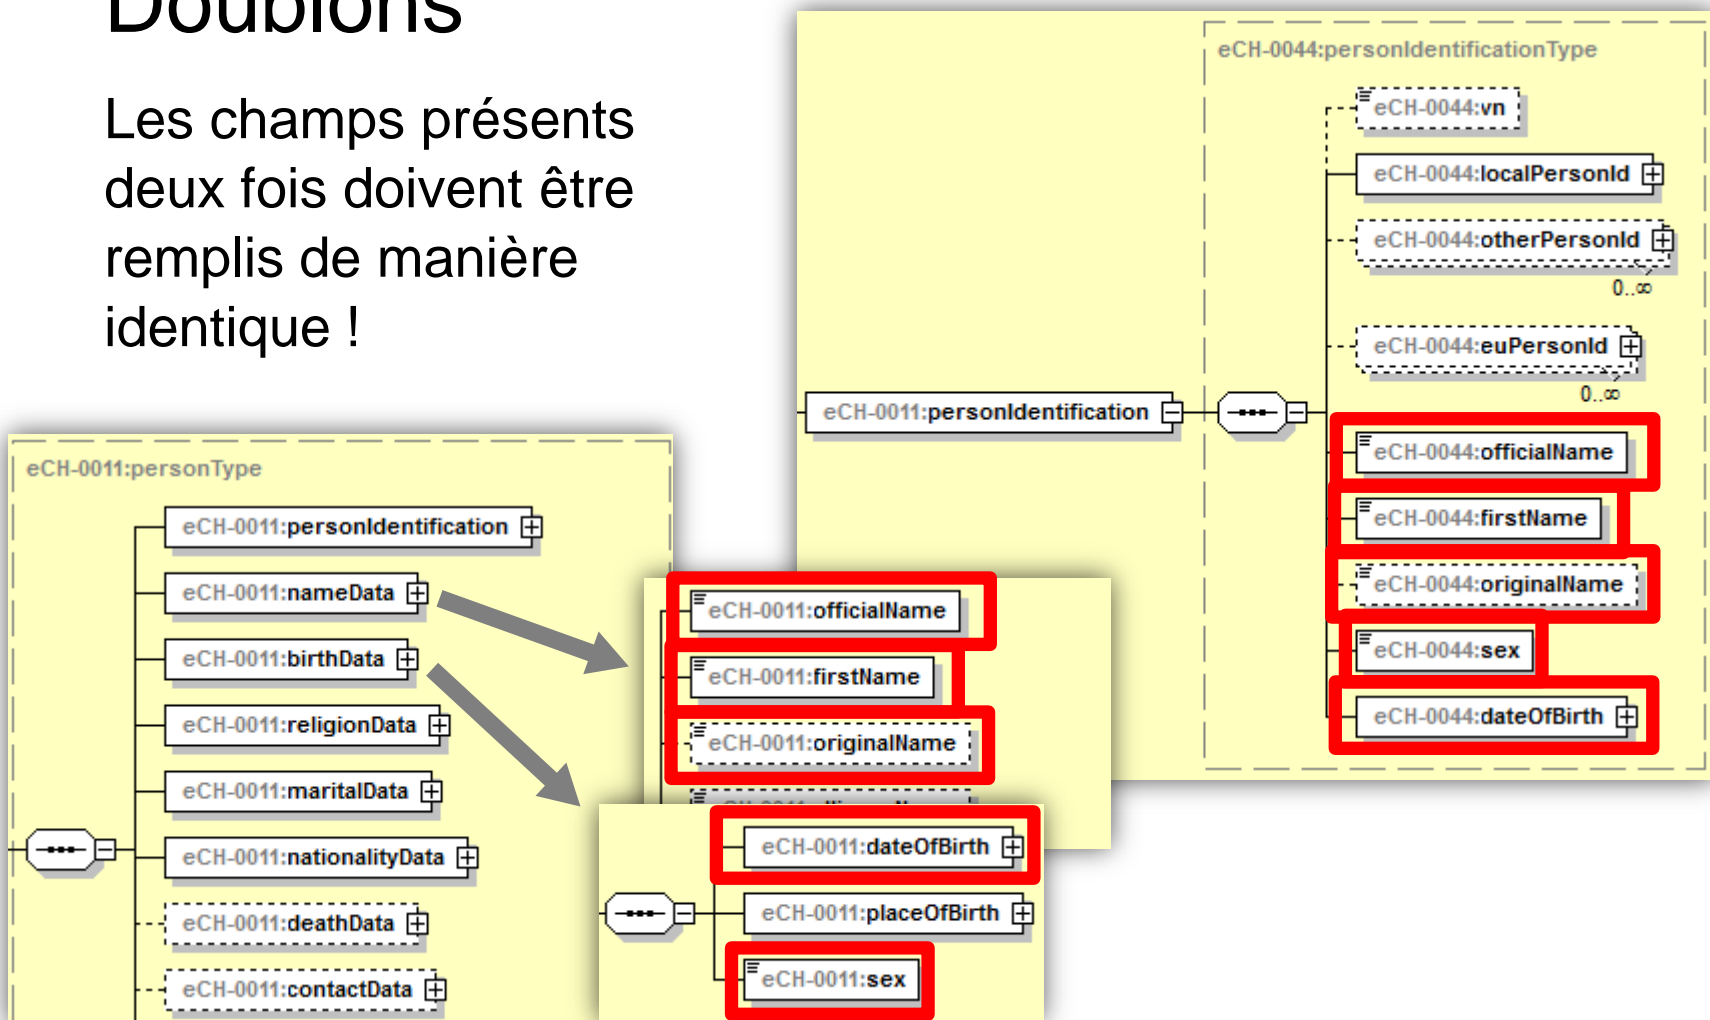 Doublons
Les champs présents
deux fois doivent être
remplis de manière
identique !
eCH-0044:personIdentificationType
eCH-0044:vn
eCH-0044:localPersonId
eCH-0044:otherPersonId
0..∞
eCH-0044:euPersonId
0..∞
eCH-0011:personIdentification
eCH-0044:officialName
eCH-0044:firstName
eCH-0044:originalName
eCH-0044:sex
eCH-0044:dateOfBirth
eCH-0011:personType
eCH-0011:personIdentification
eCH-0011:nameData
eCH-0011:birthData
eCH-0011:religionData
eCH-0011:maritalData
eCH-0011:nationalityData
eCH-0011:deathData
eCH-0011:contactData
eCH-0011:officialName
eCH-0011:firstName
eCH-0011:originalName
eCH-0011:dateOfBirth
eCH-0011:placeOfBirth
eCH-0011:sex